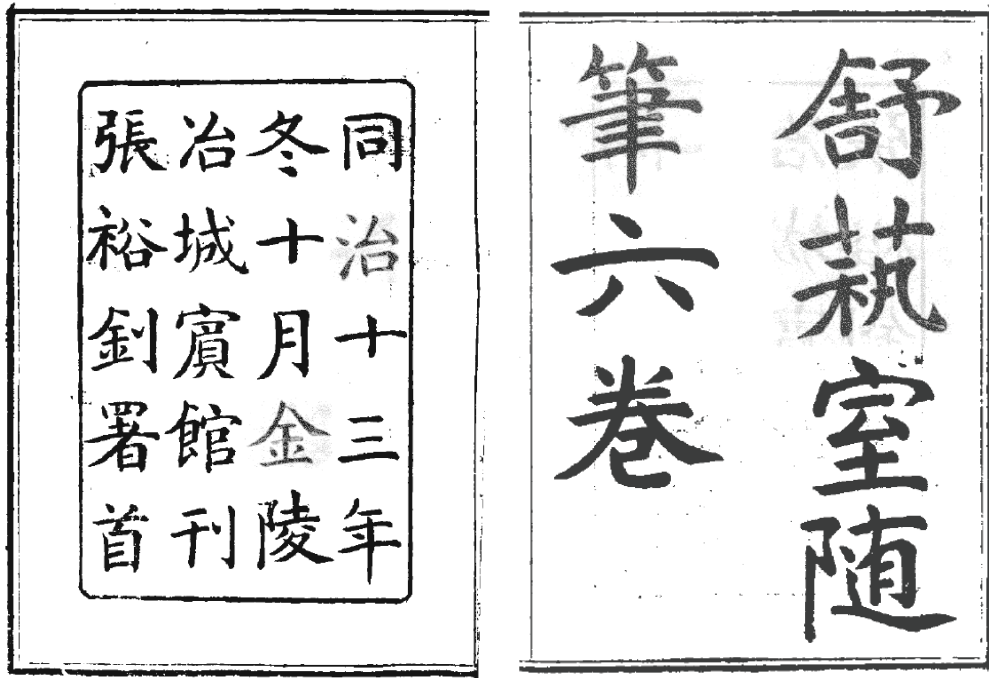 舒蓺室随
筆六卷
同治十三年
冬十月金陵
冶城賓館刊
張裕釗署首